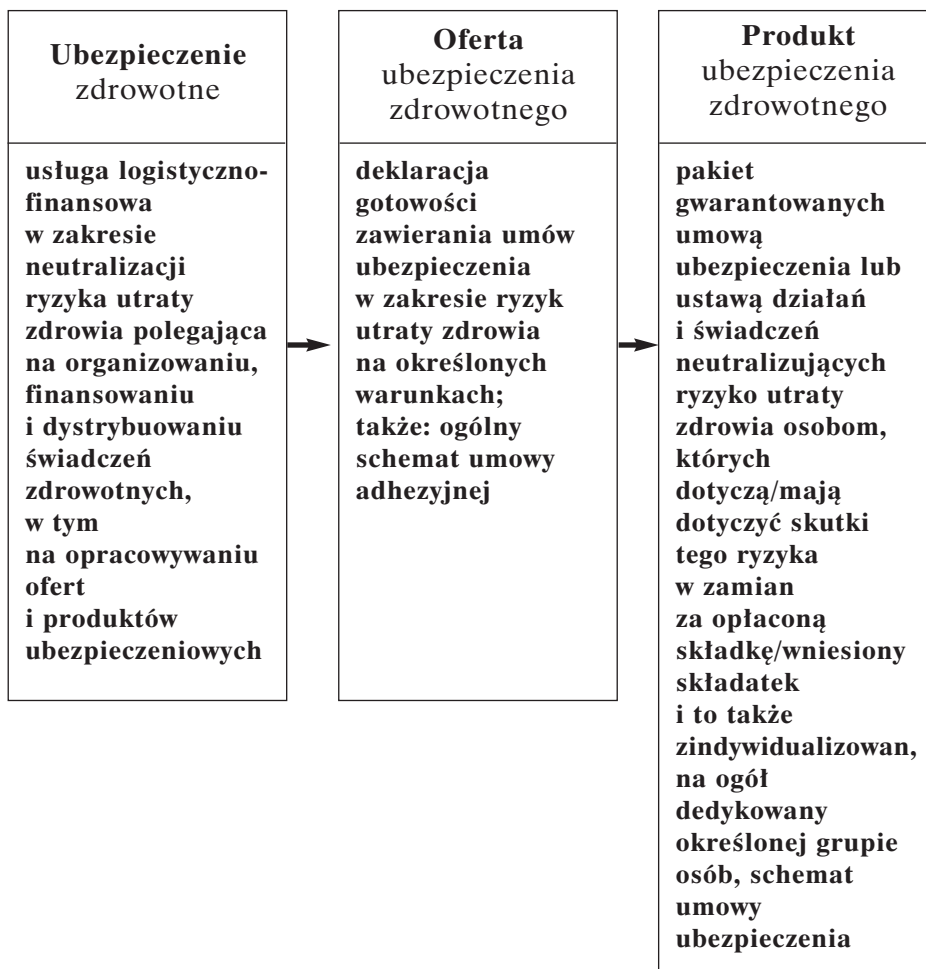 Ubezpieczenie
zdrowotne
usługa logistyczno-
finansowa
w zakresie
neutralizacji
ryzyka utraty
zdrowia polegająca
na organizowaniu,
finansowaniu
i dystrybuowaniu
świadczeń
zdrowotnych,
w tym
na opracowywaniu
ofert
i produktów
ubezpieczeniowych
Oferta
ubezpieczenia
zdrowotnego
deklaracja
gotowości
zawierania umów
ubezpieczenia
w zakresie ryzyk
utraty zdrowia
na określonych
warunkach;
także: ogólny
schemat umowy
adhezyjnej
Produkt
ubezpieczenia
zdrowotnego
pakiet
gwarantowanych
umową
ubezpieczenia lub
ustawą działań
i świadczeń
neutralizujących
ryzyko utraty
zdrowia osobom,
których
dotyczą/mają
dotyczyć skutki
tego ryzyka
w zamian
za opłaconą
składkę/wniesiony
składatek
i to także
zindywidualizowan,
na ogół
dedykowany
określonej grupie
osób, schemat
umowy
ubezpieczenia